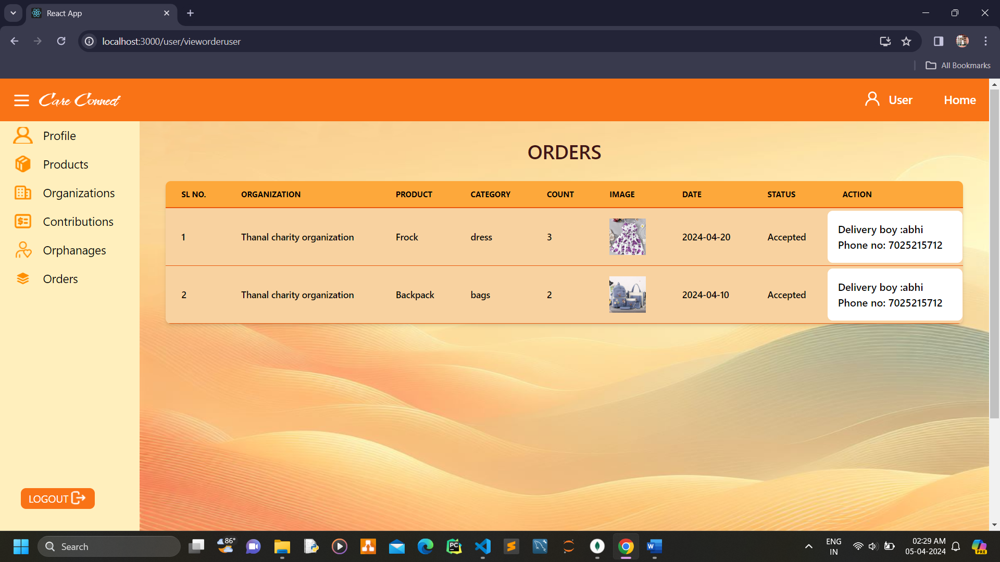 React App
localhost:3000/user/vieworderuser
All Bookmarks
Care Connect
User
Home
Profile
Products
Organizations
Contributions
Orphanages
Orders
LOGOUT
ORDERS
SL NO. ORGANIZATION PRODUCT CATEGORY COUNT IMAGE DATE STATUS ACTION
1 Thanal charity organization Frock dress 3 2024-04-20 Accepted
Delivery boy :abhi
Phone no: 7025215712
2 Thanal charity organization Backpack bags 2 2024-04-10 Accepted
Delivery boy :abhi
Phone no: 7025215712
Search
86°
PC
W
ENG
IN
02:29 AM
05-04-2024
PRE